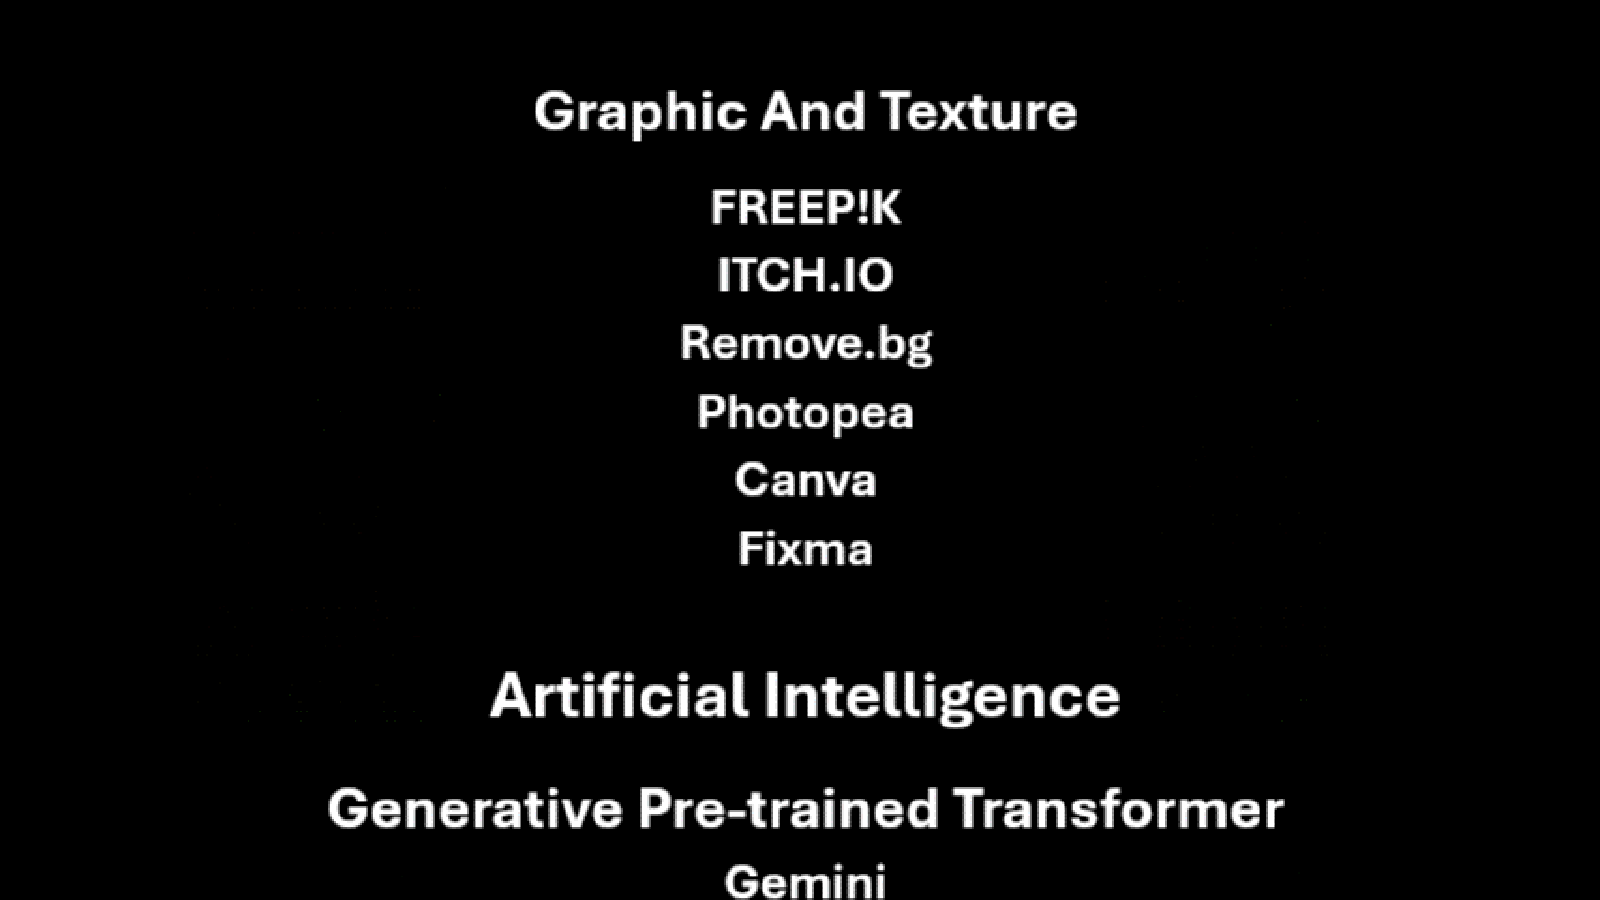 Graphic And Texture
FREEP!K
ITCH.IO
Remove.bg
Photopea
Canva
Fixma
Artificial Intelligence
Generative Pre-trained Transformer
Gemini